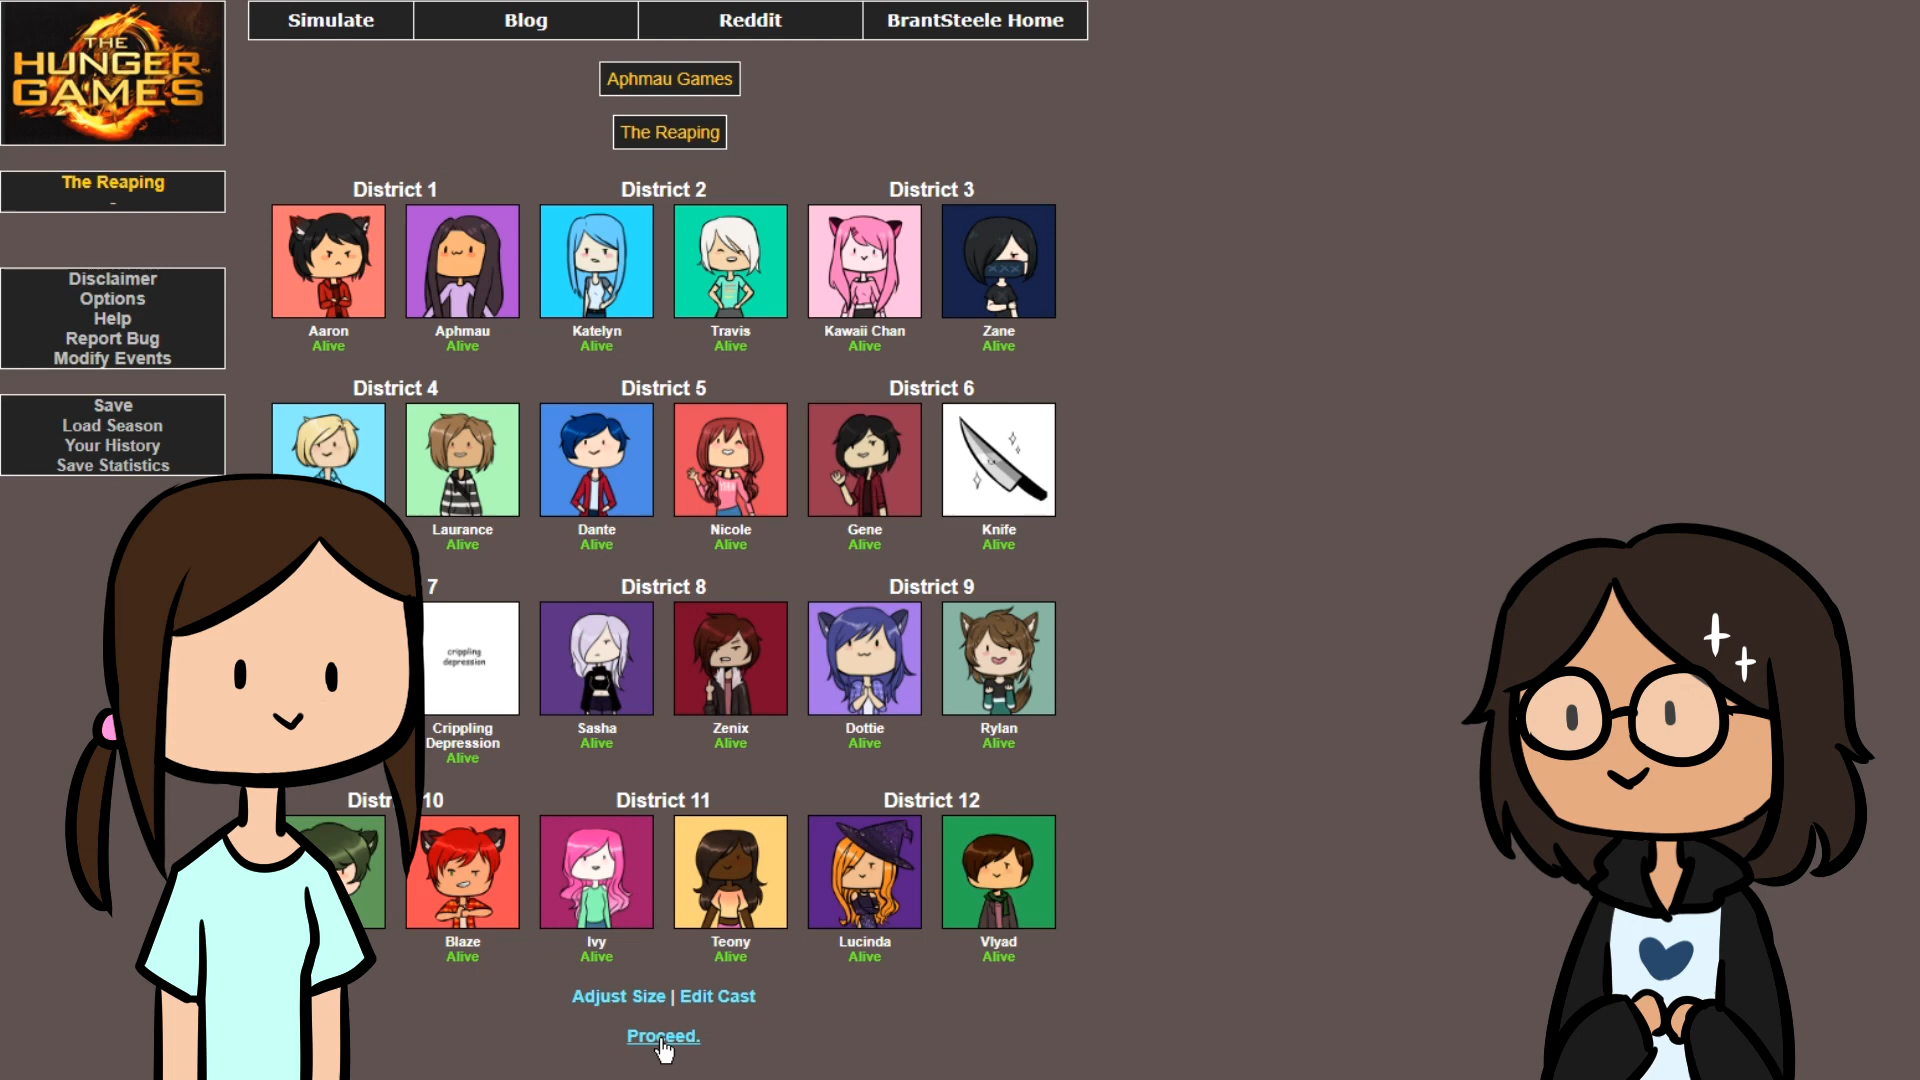 THE
HUNGER
GAMES
Simulate
Blog
Reddit
BrantSteele Home
Aphmau Games
The Reaping
The Reaping
-
Disclaimer
Options
Help
Report Bug
Modify Events
Save
Load Season
Your History
Save Statistics
District 1
District 2
District 3
Aaron
Aphmau
Katelyn
Travis
Kawaii Chan
Zane
Alive
Alive
Alive
Alive
Alive
Alive
District 4
District 5
District 6
Laurance
Dante
Nicole
Gene
Knife
Alive
Alive
Alive
Alive
Alive
7
District 8
District 9
crippling
depression
Crippling
Depression
Sasha
Zenix
Dottie
Rylan
Alive
Alive
Alive
Alive
Alive
Distr 10
District 11
District 12
Blaze
Ivy
Teony
Lucinda
Vlyad
Alive
Alive
Alive
Alive
Alive
Adjust Size | Edit Cast
Proceed.